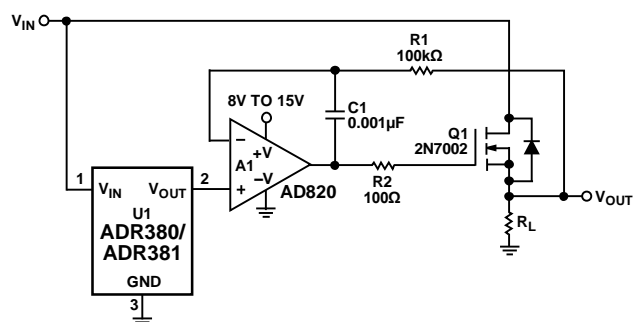 VIN
R1
100kΩ
8V TO 15V
C1
0.001µF
Q1
2N7002
–
+V
A1
–V
+
AD820
R2
100Ω
VOUT
RL
1
VIN
VOUT
2
U1
ADR380/
ADR381
GND
3